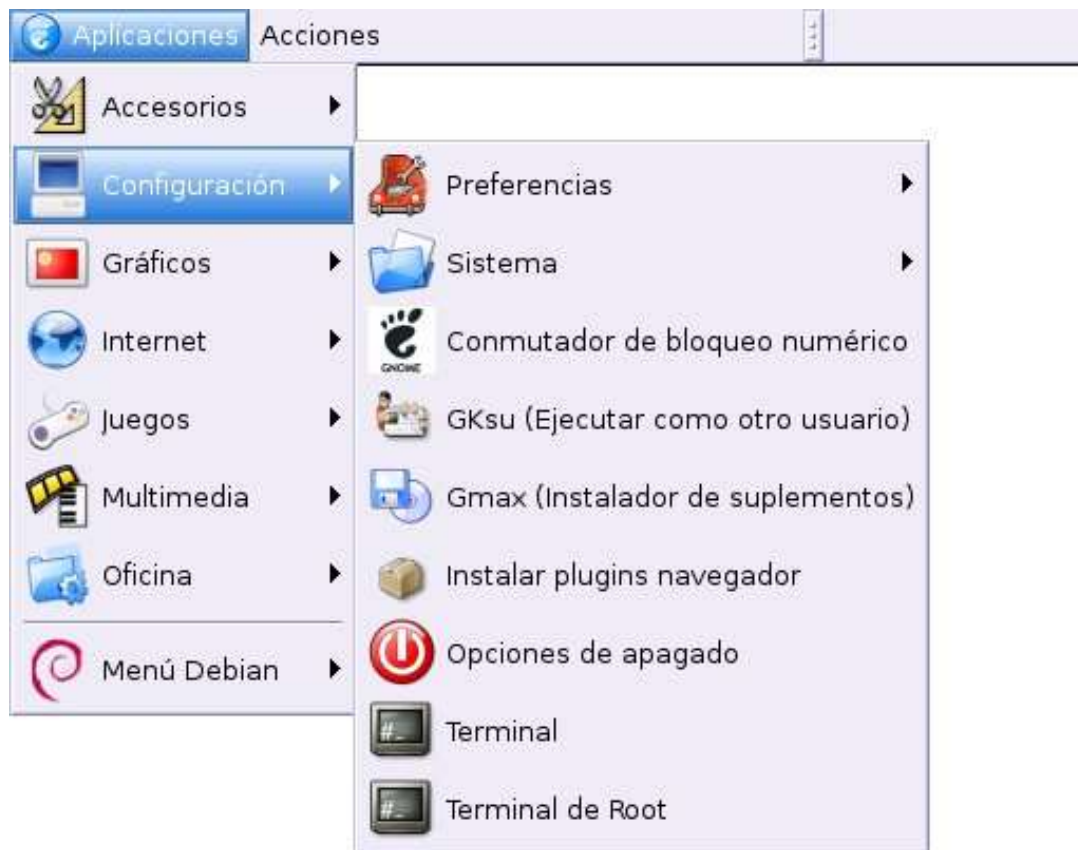 Aplicaciones Acciones
Accesorios
Configuración
Gráficos
Internet
Juegos
Multimedia
Oficina
Menú Debian
Preferencias
Sistema
GNOME
Conmutador de bloqueo numérico
GKsu (Ejecutar como otro usuario)
Gmax (Instalador de suplementos)
Instalar plugins navegador
Opciones de apagado
#_
Terminal
#_
Terminal de Root